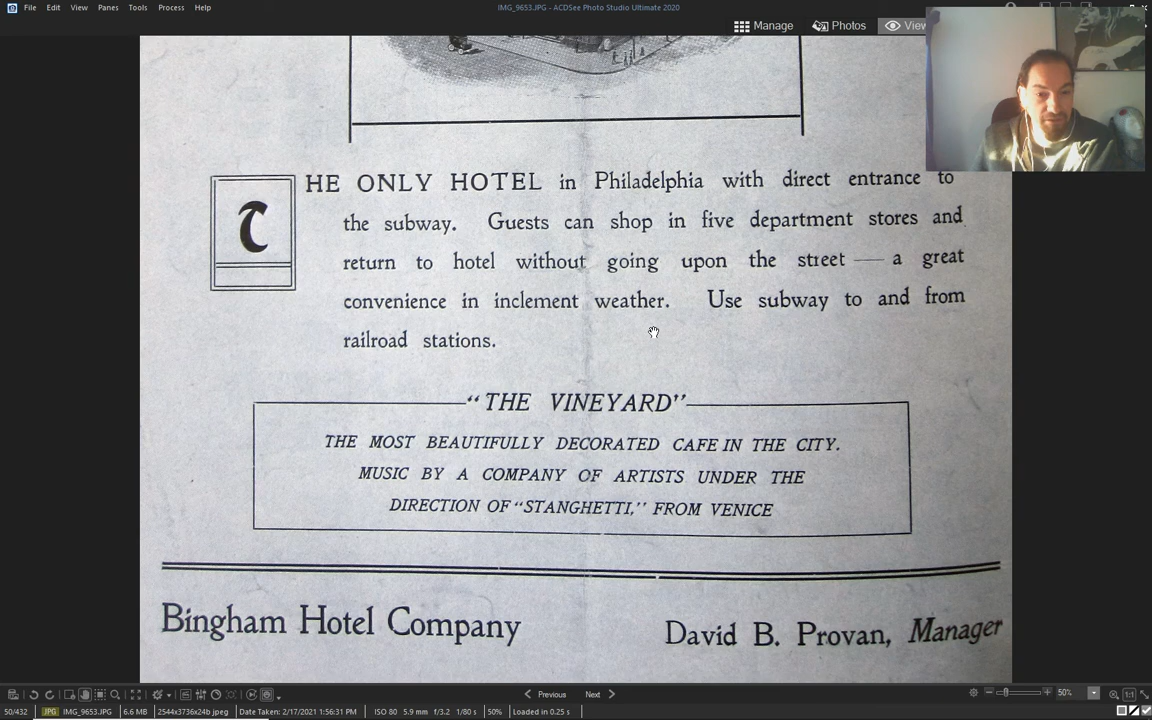 IMG_9653.JPG - ACDSee Photo Studio Ultimate 2020
File Edit View Panes Tools Process Help
Manage Photos View
THE ONLY HOTEL in Philadelphia with direct entrance to
the subway. Guests can shop in five department stores and
return to hotel without going upon the street — a great
convenience in inclement weather. Use subway to and from
railroad stations.
"THE VINEYARD"
THE MOST BEAUTIFULLY DECORATED CAFE IN THE CITY.
MUSIC BY A COMPANY OF ARTISTS UNDER THE
DIRECTION OF "STANGHETTI," FROM VENICE
Bingham Hotel Company David B. Provan, Manager
Previous Next 50% 1:1
50/432 JPG IMG_9653.JPG 6.6 MB 2544x3736x24b jpeg Date Taken: 2/17/2021 1:56:31 PM ISO 80 5.9 mm f/3.2 1/80 s 50% Loaded in 0.25 s